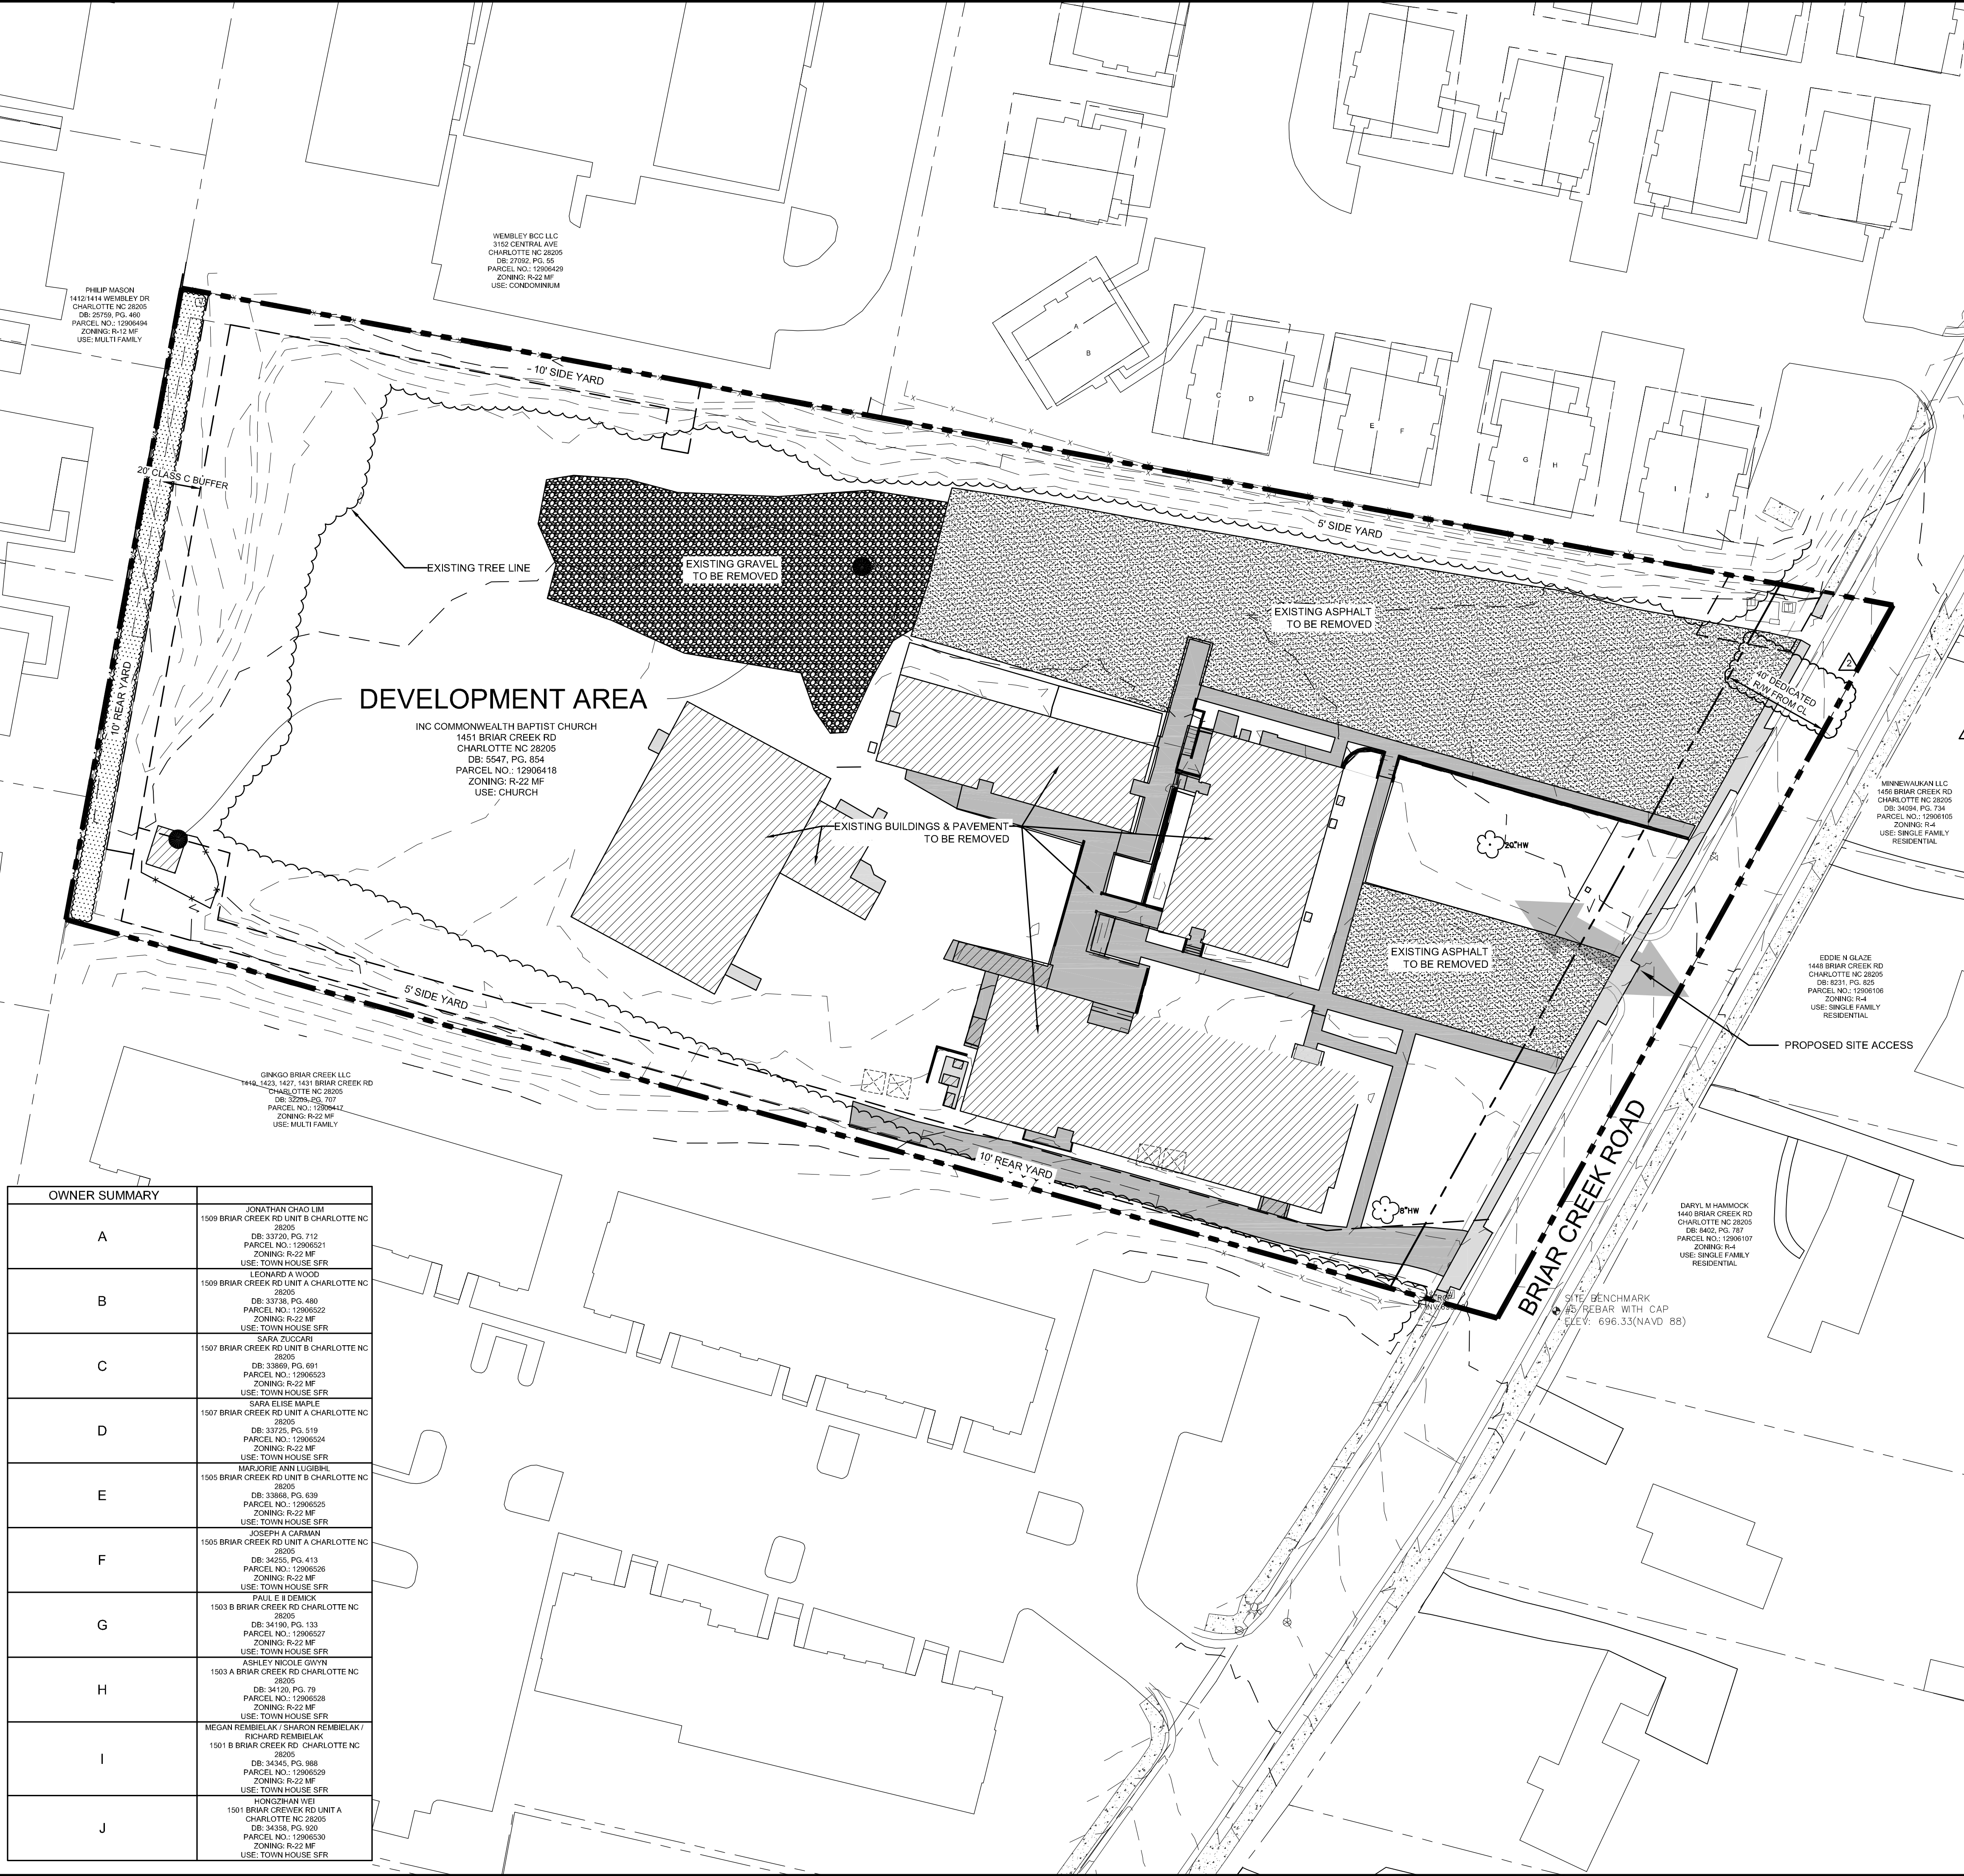 WEMBLEY BCC LLC
3152 CENTRAL AVE
CHARLOTTE NC 28205
DB: 27092, PG. 55
PARCEL NO.: 12906429
ZONING: R-22 MF
USE: CONDOMINIUM
PHILIP MASON
1412/1414 WEMBLEY DR
CHARLOTTE NC 28205
DB: 25759, PG. 460
PARCEL NO.: 12906494
ZONING: R-12 MF
USE: MULTI FAMILY
A
B
C
D
E
F
G
H
I
J
10' SIDE YARD
20' CLASS C BUFFER
5' SIDE YARD
EXISTING TREE LINE
EXISTING GRAVEL
TO BE REMOVED
EXISTING ASPHALT
TO BE REMOVED
10' REAR YARD
2
40' DEDICATED
R/W FROM CL
DEVELOPMENT AREA
INC COMMONWEALTH BAPTIST CHURCH
1451 BRIAR CREEK RD
CHARLOTTE NC 28205
DB: 5547, PG. 854
PARCEL NO.: 12906418
ZONING: R-22 MF
USE: CHURCH
EXISTING BUILDINGS & PAVEMENT
TO BE REMOVED
20"HW
MINNEWAUKAN LLC
1456 BRIAR CREEK RD
CHARLOTTE NC 28205
DB: 34094, PG. 734
PARCEL NO.: 12906105
ZONING: R-4
USE: SINGLE FAMILY
RESIDENTIAL
EXISTING ASPHALT
TO BE REMOVED
EDDIE N GLAZE
1448 BRIAR CREEK RD
CHARLOTTE NC 28205
DB: 8231, PG. 825
PARCEL NO.: 12906106
ZONING: R-4
USE: SINGLE FAMILY
RESIDENTIAL
5' SIDE YARD
PROPOSED SITE ACCESS
GINKGO BRIAR CREEK LLC
1419, 1423, 1427, 1431 BRIAR CREEK RD
CHARLOTTE NC 28205
DB: 32203, PG. 707
PARCEL NO.: 12906417
ZONING: R-22 MF
USE: MULTI FAMILY
10' REAR YARD
8"HW
BRIAR CREEK ROAD
DARYL M HAMMOCK
1440 BRIAR CREEK RD
CHARLOTTE NC 28205
DB: 8402, PG. 787
PARCEL NO.: 12906107
ZONING: R-4
USE: SINGLE FAMILY
RESIDENTIAL
SITE BENCHMARK
#5 REBAR WITH CAP
ELEV: 696.33(NAVD 88)
OWNER SUMMARY
A
JONATHAN CHAO LIM
1509 BRIAR CREEK RD UNIT B CHARLOTTE NC
28205
DB: 33720, PG. 712
PARCEL NO.: 12906521
ZONING: R-22 MF
USE: TOWN HOUSE SFR
B
LEONARD A WOOD
1509 BRIAR CREEK RD UNIT A CHARLOTTE NC
28205
DB: 33738, PG. 480
PARCEL NO.: 12906522
ZONING: R-22 MF
USE: TOWN HOUSE SFR
C
SARA ZUCCARI
1507 BRIAR CREEK RD UNIT B CHARLOTTE NC
28205
DB: 33869, PG. 691
PARCEL NO.: 12906523
ZONING: R-22 MF
USE: TOWN HOUSE SFR
D
SARA ELISE MAPLE
1507 BRIAR CREEK RD UNIT A CHARLOTTE NC
28205
DB: 33725, PG. 519
PARCEL NO.: 12906524
ZONING: R-22 MF
USE: TOWN HOUSE SFR
E
MARJORIE ANN LUGIBIHL
1505 BRIAR CREEK RD UNIT B CHARLOTTE NC
28205
DB: 33868, PG. 639
PARCEL NO.: 12906525
ZONING: R-22 MF
USE: TOWN HOUSE SFR
F
JOSEPH A CARMAN
1505 BRIAR CREEK RD UNIT A CHARLOTTE NC
28205
DB: 34255, PG. 413
PARCEL NO.: 12906526
ZONING: R-22 MF
USE: TOWN HOUSE SFR
G
PAUL E II DEMICK
1503 B BRIAR CREEK RD CHARLOTTE NC
28205
DB: 34190, PG. 133
PARCEL NO.: 12906527
ZONING: R-22 MF
USE: TOWN HOUSE SFR
H
ASHLEY NICOLE GWYN
1503 A BRIAR CREEK RD CHARLOTTE NC
28205
DB: 34120, PG. 79
PARCEL NO.: 12906528
ZONING: R-22 MF
USE: TOWN HOUSE SFR
I
MEGAN REMBIELAK / SHARON REMBIELAK /
RICHARD REMBIELAK
1501 B BRIAR CREEK RD CHARLOTTE NC
28205
DB: 34345, PG. 988
PARCEL NO.: 12906529
ZONING: R-22 MF
USE: TOWN HOUSE SFR
J
HONGZIHAN WEI
1501 BRIAR CREWEK RD UNIT A
CHARLOTTE NC 28205
DB: 34358, PG. 920
PARCEL NO.: 12906530
ZONING: R-22 MF
USE: TOWN HOUSE SFR